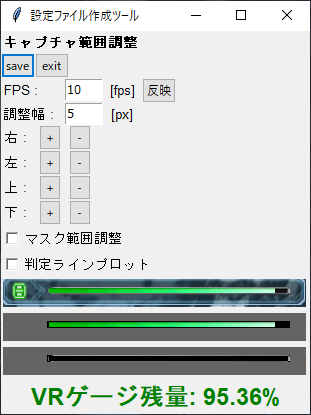 設定ファイル作成ツール
キャプチャ範囲調整
save exit
FPS : 10 [fps] 反映
調整幅 : 5 [px]
右 : + -
左 : + -
上 : + -
下 : + -
マスク範囲調整
判定ラインプロット
VRゲージ残量: 95.36%